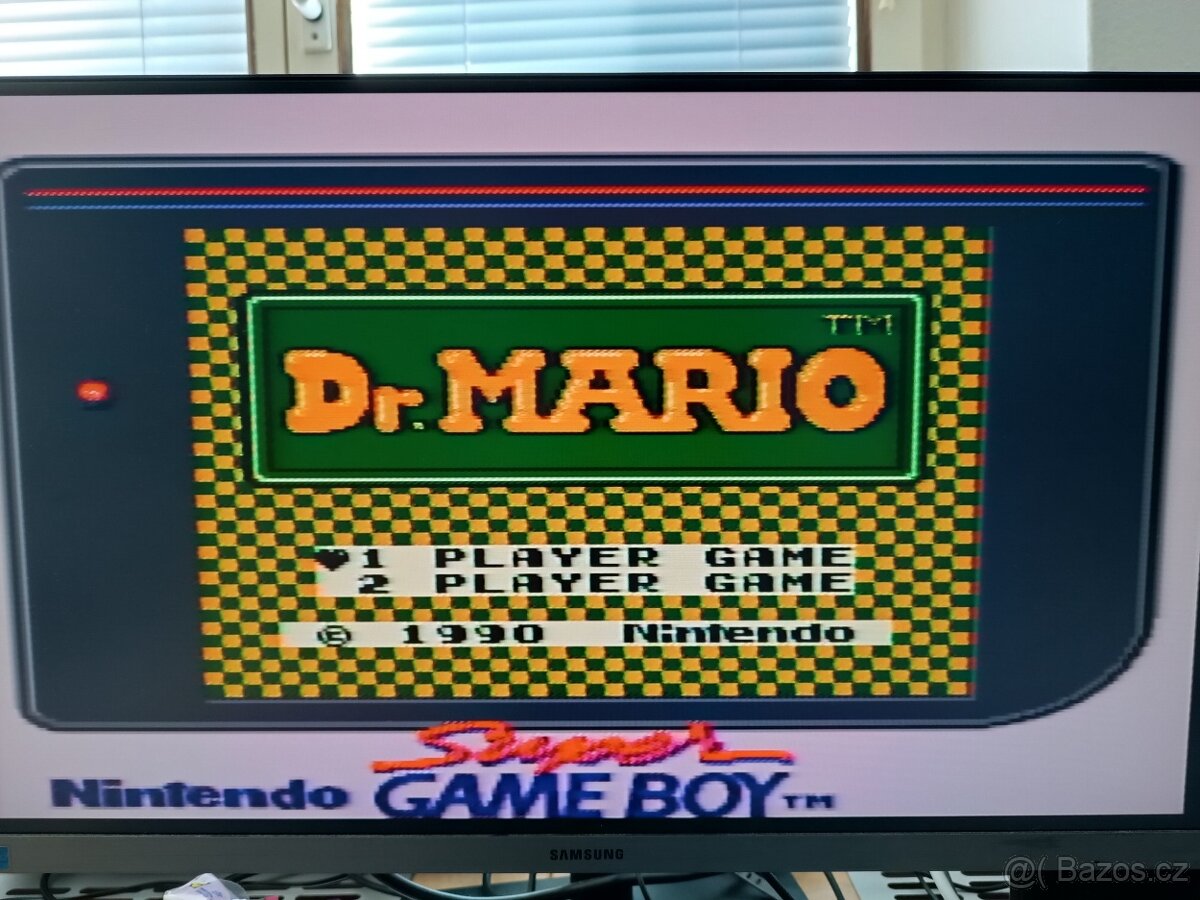 TM
Dr. MARIO
♥1 PLAYER GAME
2 PLAYER GAME
© 1990 Nintendo
Super
Nintendo GAME BOY TM
SAMSUNG
@( Bazos.cz